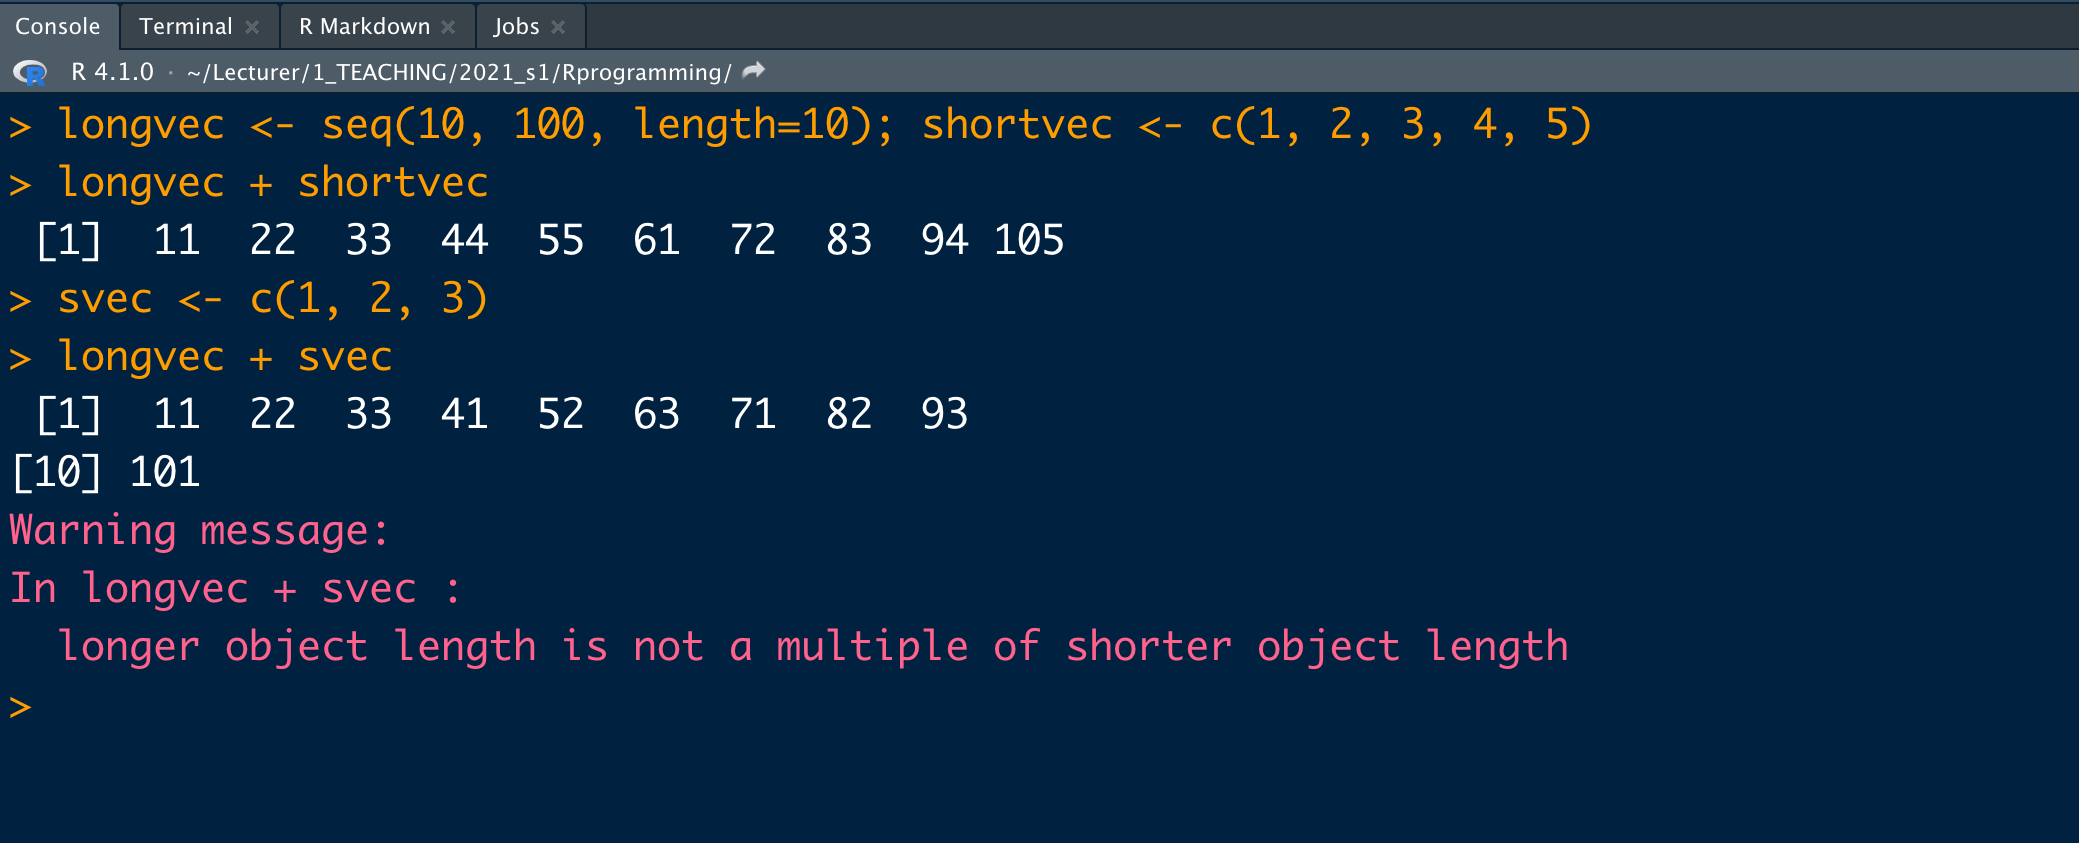 Console Terminal × R Markdown × Jobs ×
R R 4.1.0 · ~/Lecturer/1_TEACHING/2021_s1/Rprogramming/
> longvec <- seq(10, 100, length=10); shortvec <- c(1, 2, 3, 4, 5)
> longvec + shortvec
 [1]  11  22  33  44  55  61  72  83  94 105
> svec <- c(1, 2, 3)
> longvec + svec
 [1]  11  22  33  41  52  63  71  82  93
[10] 101
Warning message:
In longvec + svec :
  longer object length is not a multiple of shorter object length
>